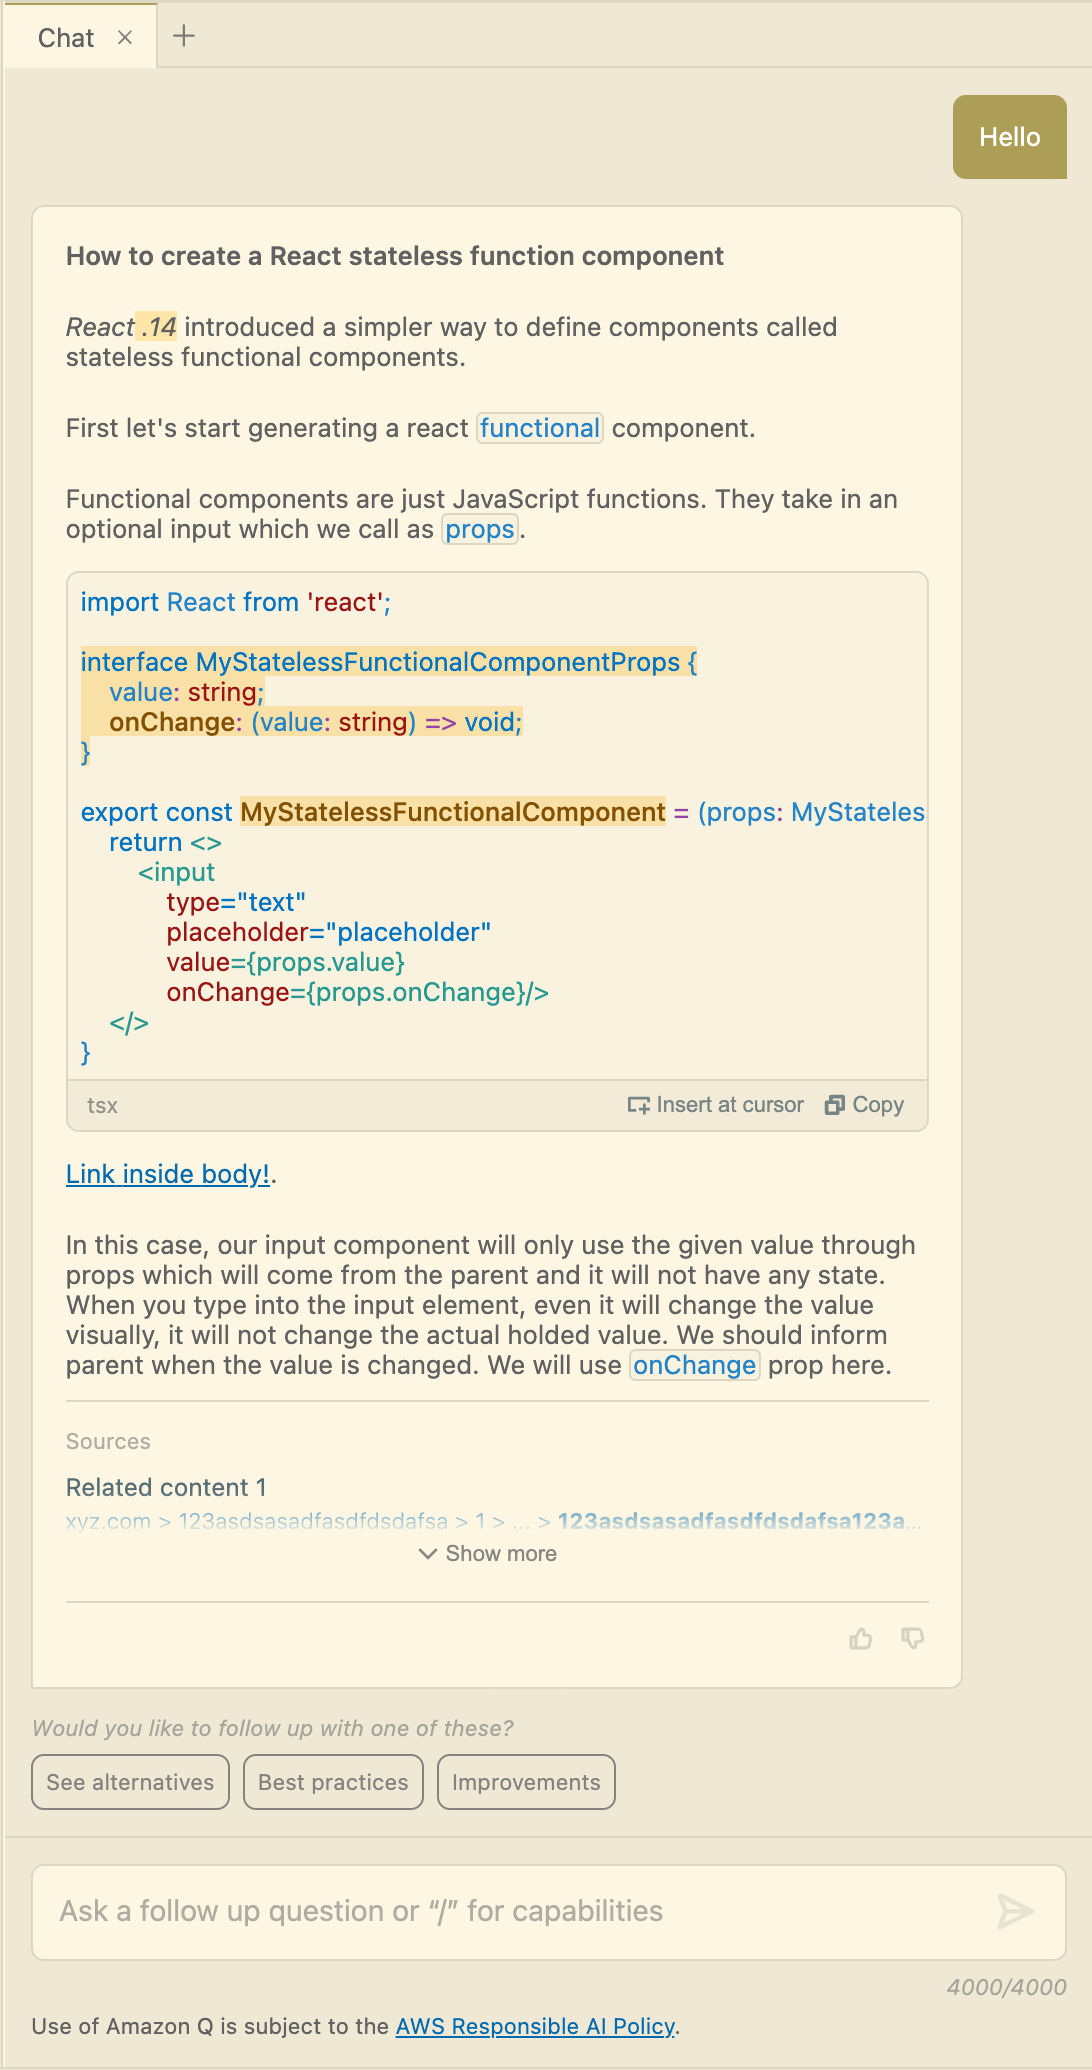 Chat
Hello
How to create a React stateless function component
React .14 introduced a simpler way to define components called
stateless functional components.
First let's start generating a react functional component.
Functional components are just JavaScript functions. They take in an
optional input which we call as props.
import React from 'react';
interface MyStatelessFunctionalComponentProps {
    value: string;
    onChange: (value: string) => void;
}
export const MyStatelessFunctionalComponent = (props: MyStateles
    return <>
        <input
            type="text"
            placeholder="placeholder"
            value={props.value}
            onChange={props.onChange}/>
    </>
}
tsx Insert at cursor Copy
Link inside body!.
In this case, our input component will only use the given value through
props which will come from the parent and it will not have any state.
When you type into the input element, even it will change the value
visually, it will not change the actual holded value. We should inform
parent when the value is changed. We will use onChange prop here.
Sources
Related content 1
xyz.com > 123asdsasadfasdfdsdafsa > 1 > ... > 123asdsasadfasdfdsdafsa123a...
Show more
Would you like to follow up with one of these?
See alternatives Best practices Improvements
Ask a follow up question or “/” for capabilities
4000/4000
Use of Amazon Q is subject to the AWS Responsible AI Policy.